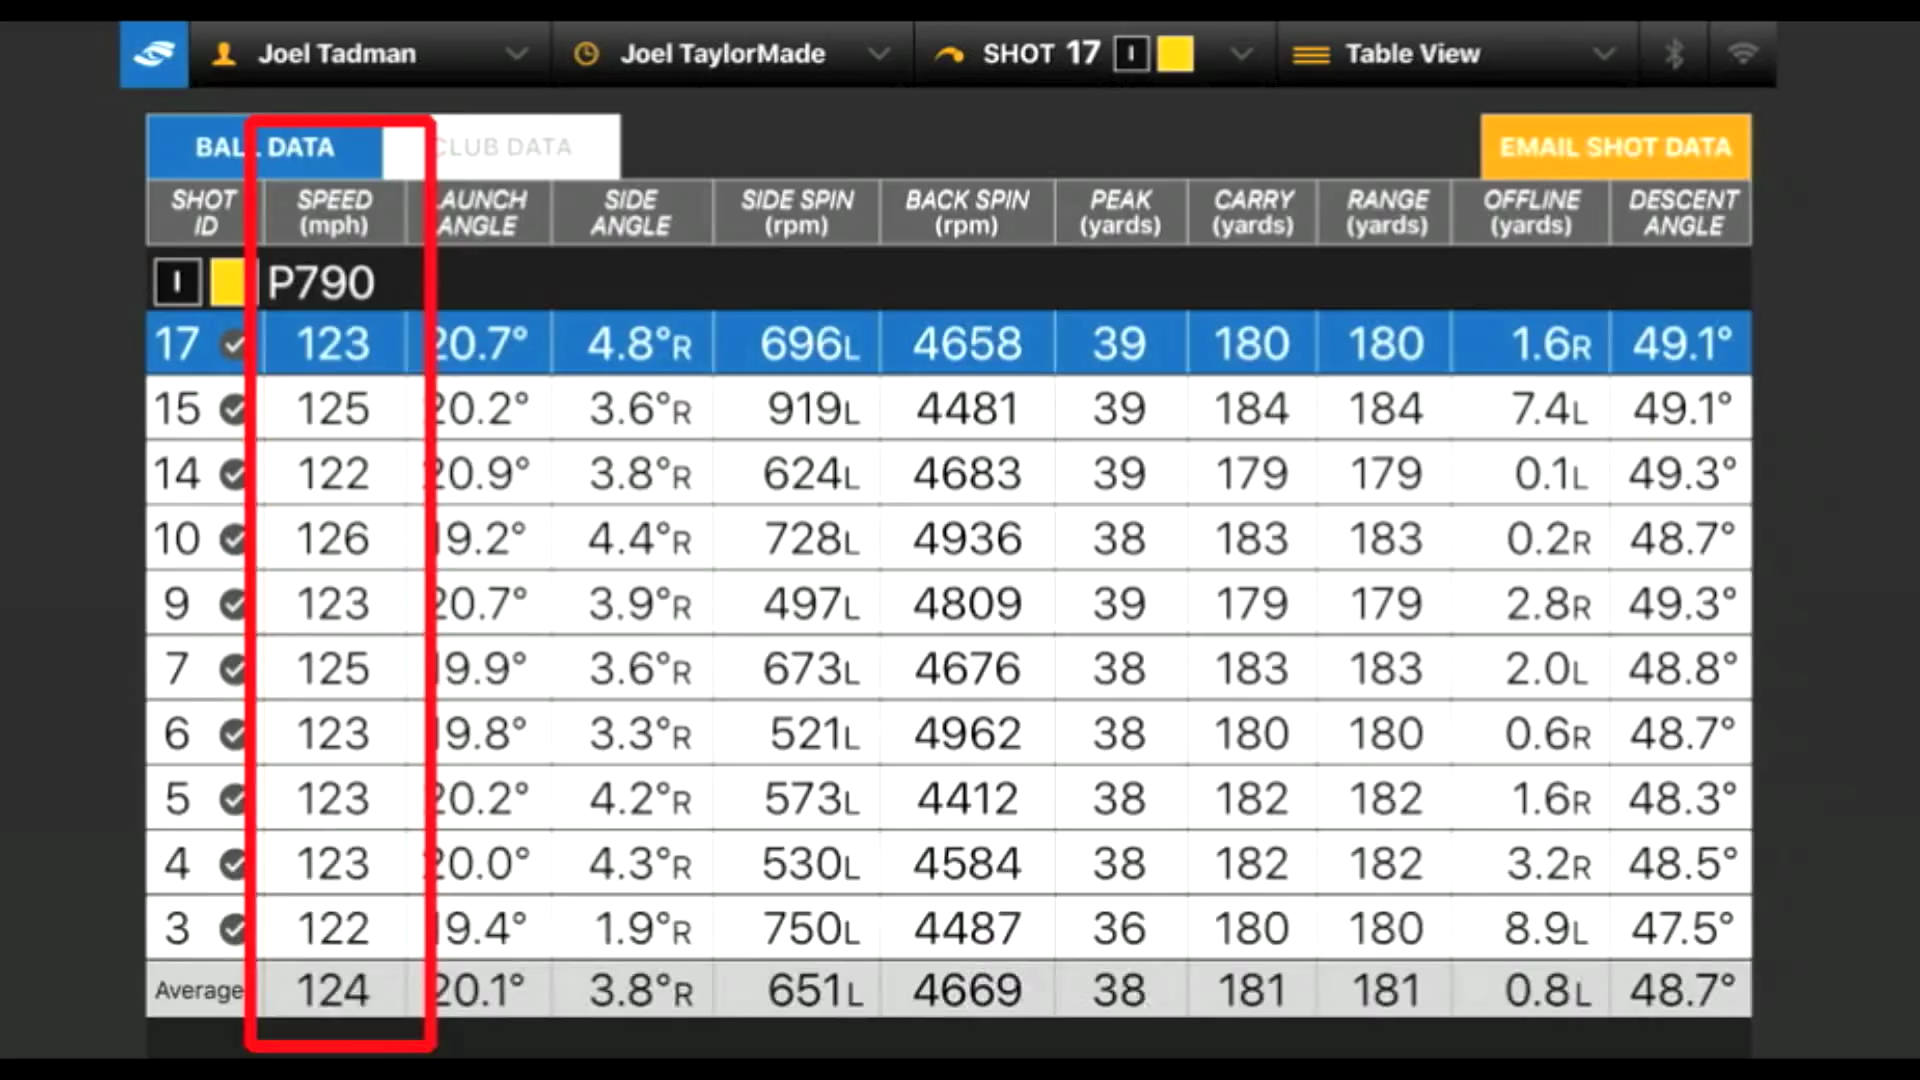 Joel Tadman Joel TaylorMade SHOT 17 I Table View
BALL DATA CLUB DATA EMAIL SHOT DATA
SHOT ID SPEED (mph) LAUNCH ANGLE SIDE ANGLE SIDE SPIN (rpm) BACK SPIN (rpm) PEAK (yards) CARRY (yards) RANGE (yards) OFFLINE (yards) DESCENT ANGLE
I P790
17 123 20.7° 4.8°R 696L 4658 39 180 180 1.6R 49.1°
15 125 20.2° 3.6°R 919L 4481 39 184 184 7.4L 49.1°
14 122 20.9° 3.8°R 624L 4683 39 179 179 0.1L 49.3°
10 126 19.2° 4.4°R 728L 4936 38 183 183 0.2R 48.7°
9 123 20.7° 3.9°R 497L 4809 39 179 179 2.8R 49.3°
7 125 19.9° 3.6°R 673L 4676 38 183 183 2.0L 48.8°
6 123 19.8° 3.3°R 521L 4962 38 180 180 0.6R 48.7°
5 123 20.2° 4.2°R 573L 4412 38 182 182 1.6R 48.3°
4 123 20.0° 4.3°R 530L 4584 38 182 182 3.2R 48.5°
3 122 19.4° 1.9°R 750L 4487 36 180 180 8.9L 47.5°
Average 124 20.1° 3.8°R 651L 4669 38 181 181 0.8L 48.7°